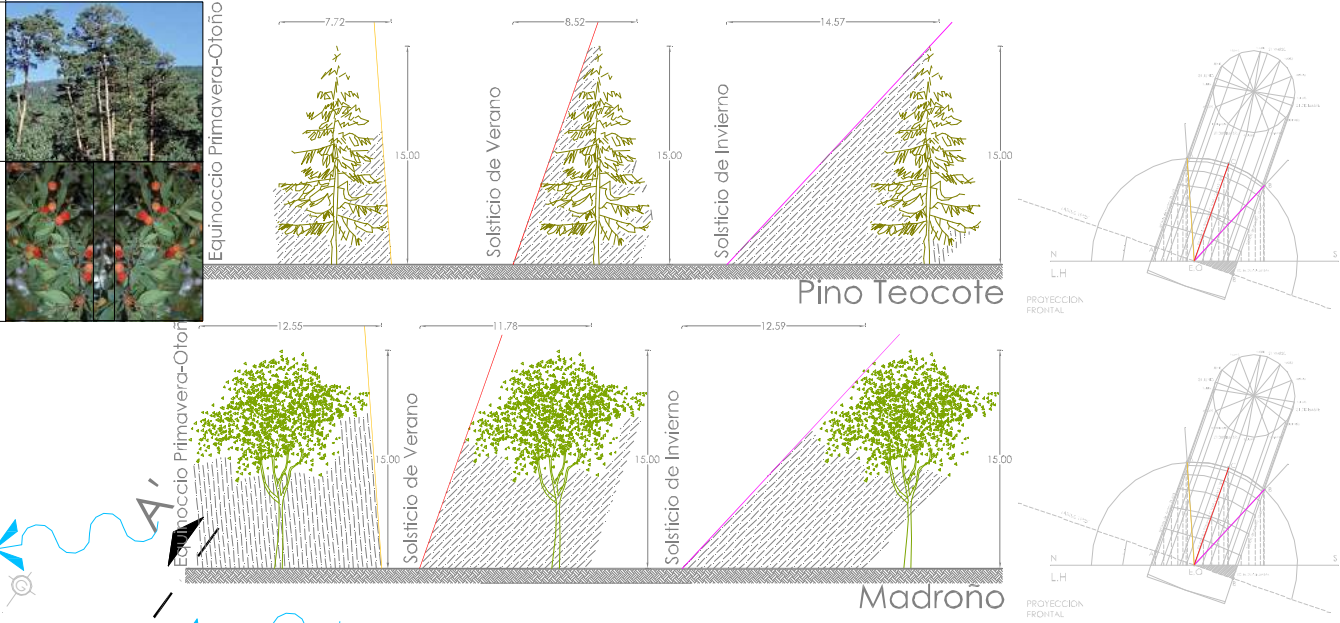 Equinoccio Primavera-Otoño
7.72
15.00
Solsticio de Verano
8.52
15.00
Solsticio de Invierno
14.57
15.00
Pino Teocote
N
S
L.H
PROYECCION
FRONTAL
Equinoccio Primavera-Otoñ
12.55
15.00
Solsticio de Verano
11.78
15.00
Solsticio de Invierno
12.59
15.00
Madroño
N
S
L.H
PROYECCION
FRONTAL
A'